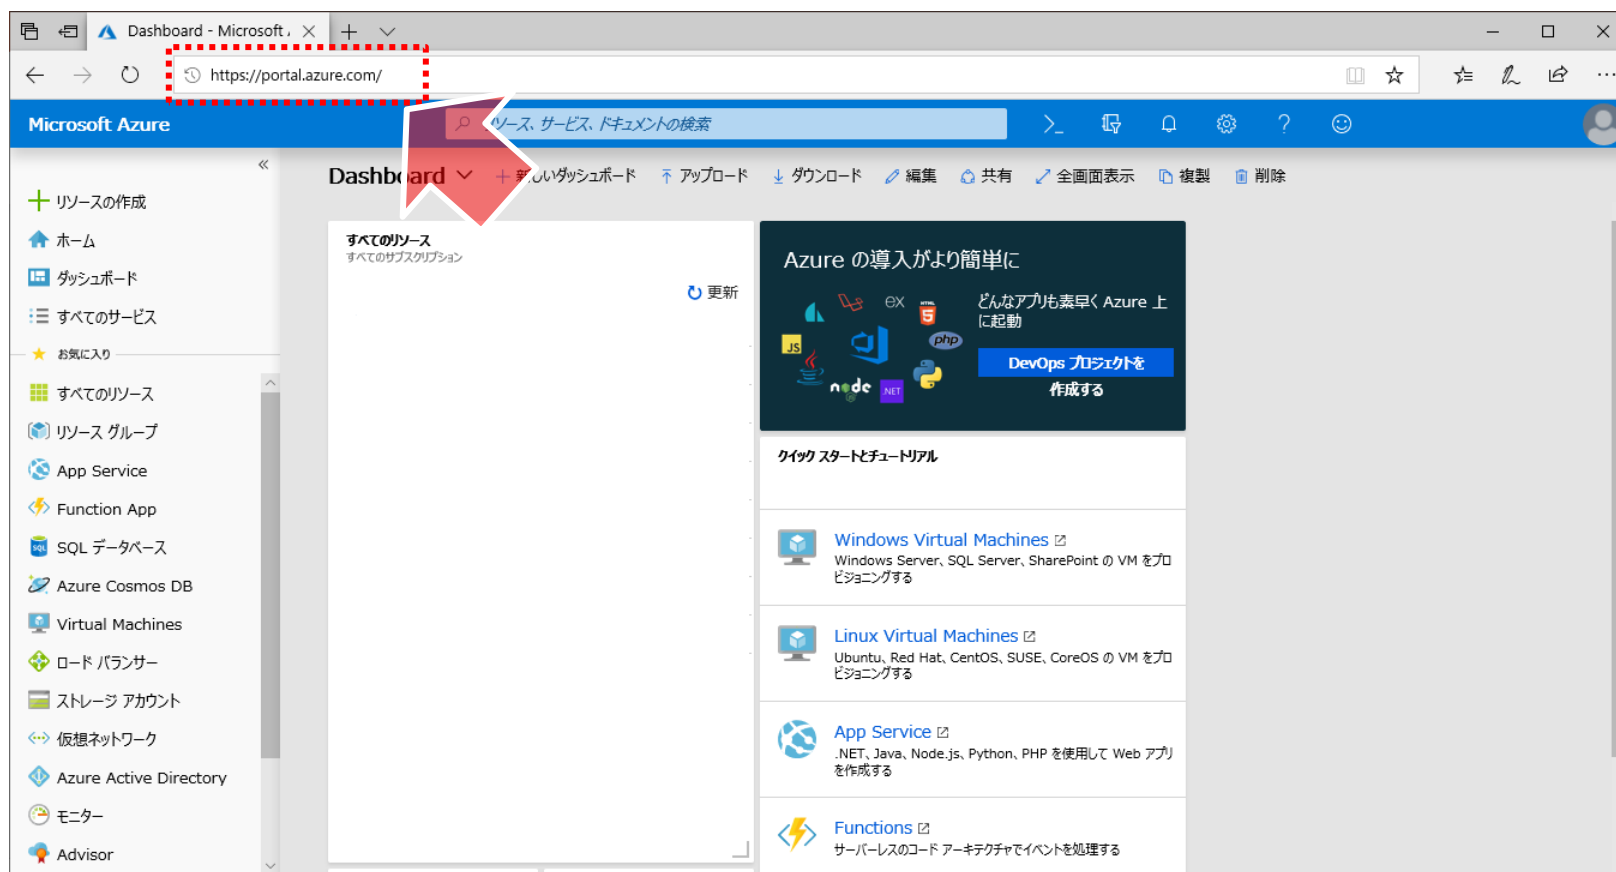 Dashboard - Microsoft
https://portal.azure.com/
Microsoft Azure
リソース、サービス、ドキュメントの検索
Dashboard
新しいダッシュボード
アップロード
ダウンロード
編集
共有
全画面表示
複製
削除
リソースの作成
ホーム
ダッシュボード
すべてのサービス
お気に入り
すべてのリソース
リソース グループ
App Service
Function App
SQL データベース
Azure Cosmos DB
Virtual Machines
ロード バランサー
ストレージ アカウント
仮想ネットワーク
Azure Active Directory
モニター
Advisor
すべてのリソース
すべてのサブスクリプション
更新
Azure の導入がより簡単に
ex
HTML
5
JS
php
node
.NET
どんなアプリも素早く Azure 上
に起動
DevOps プロジェクトを
作成する
クイック スタートとチュートリアル
Windows Virtual Machines
Windows Server、SQL Server、SharePoint の VM をプロ
ビジョニングする
Linux Virtual Machines
Ubuntu、Red Hat、CentOS、SUSE、CoreOS の VM をプロ
ビジョニングする
App Service
.NET、Java、Node.js、Python、PHP を使用して Web アプリ
を作成する
Functions
サーバーレスのコード アーキテクチャでイベントを処理する